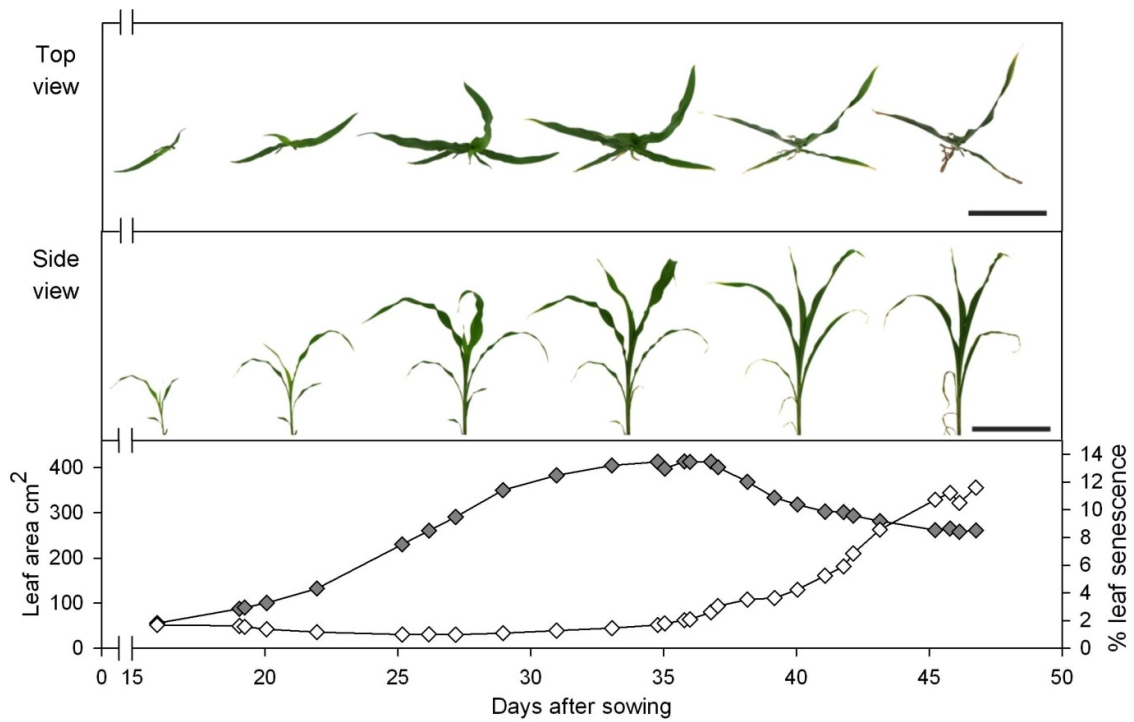 Top
view
Side
view
Leaf area cm²
400
300
200
100
0
14
12
10
8
6
4
2
0
% leaf senescence
0 15 20 25 30 35 40 45 50
Days after sowing